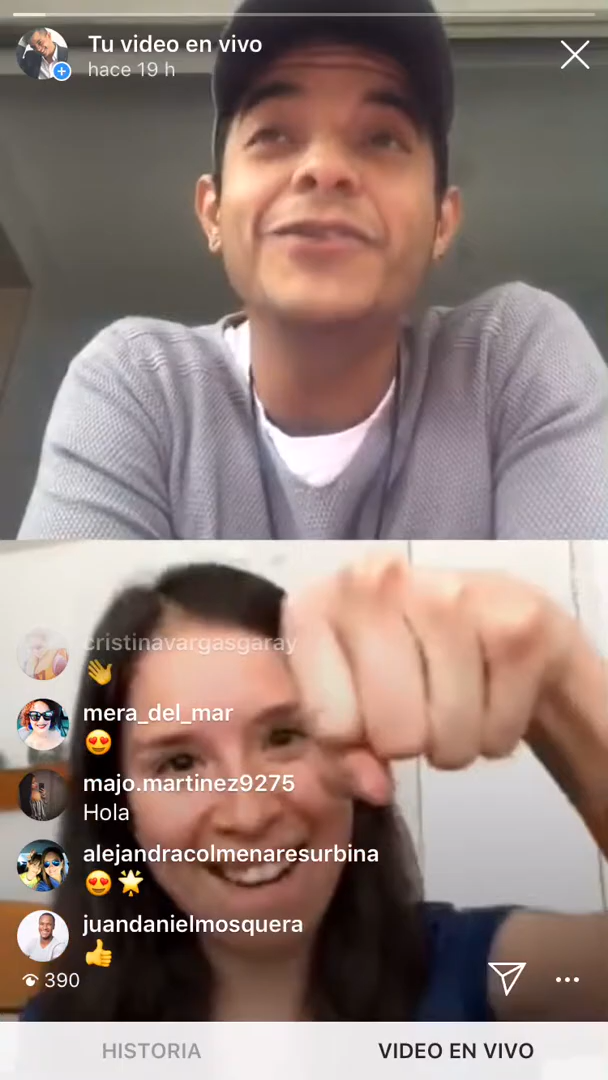 Tu video en vivo
hace 19 h
cristinavargasgaray
👋
mera_del_mar
😍
majo.martinez9275
Hola
alejandracolmenaresurbina
😍🌟
juandanielmosquera
👍
390
HISTORIA
VIDEO EN VIVO